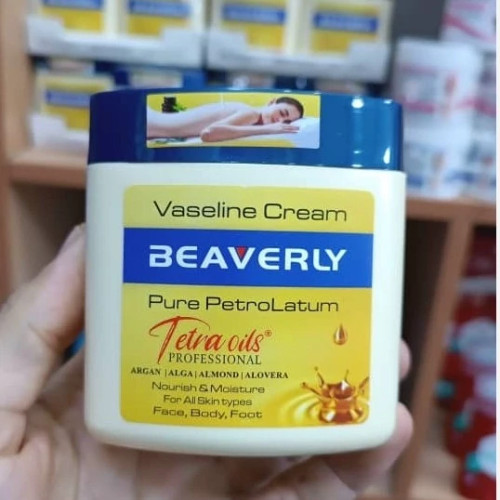 Vaseline Cream
BEAVERLY
Pure PetroLatum
Tetra oils®
PROFESSIONAL
ARGAN | ALGA | ALMOND | ALOVERA
Nourish & Moisture
For All Skin types
Face, Body, Foot